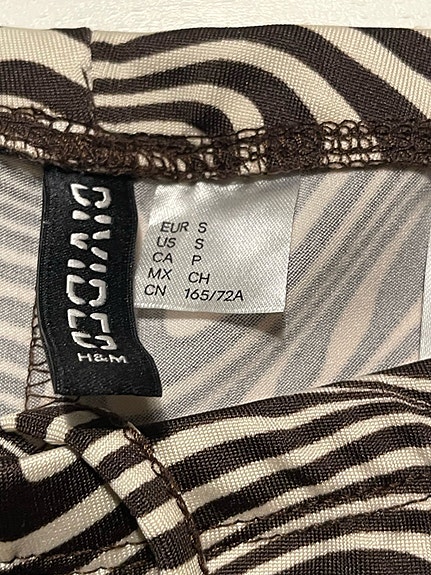 DIVIDED
H&M
EUR S
US S
CA P
MX CH
CN 165/72A